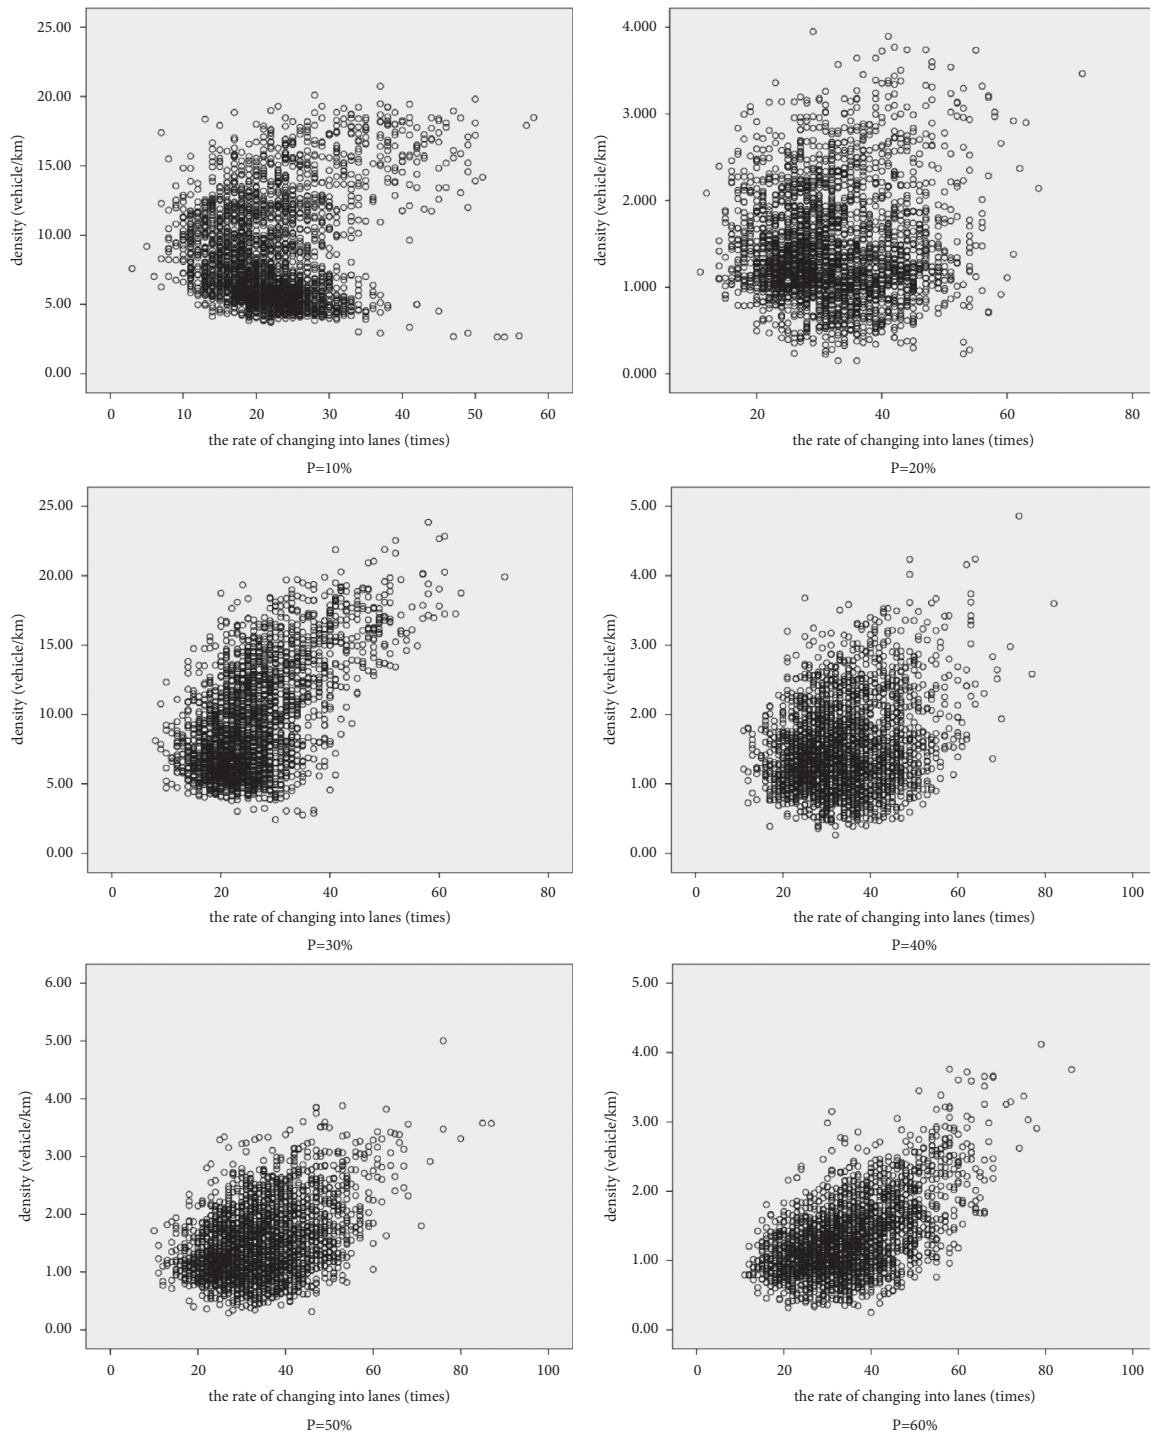 25.00
20.00
15.00
10.00
5.00
0.00
density (vehicle/km)
0 10 20 30 40 50 60
the rate of changing into lanes (times)
P=10%
4.000
3.000
2.000
1.000
0.000
density (vehicle/km)
20 40 60 80
the rate of changing into lanes (times)
P=20%
25.00
20.00
15.00
10.00
5.00
0.00
density (vehicle/km)
0 20 40 60 80
the rate of changing into lanes (times)
P=30%
5.00
4.00
3.00
2.00
1.00
0.00
density (vehicle/km)
0 20 40 60 80 100
the rate of changing into lanes (times)
P=40%
6.00
5.00
4.00
3.00
2.00
1.00
0.00
density (vehicle/km)
0 20 40 60 80 100
the rate of changing into lanes (times)
P=50%
5.00
4.00
3.00
2.00
1.00
0.00
density (vehicle/km)
0 20 40 60 80 100
the rate of changing into lanes (times)
P=60%